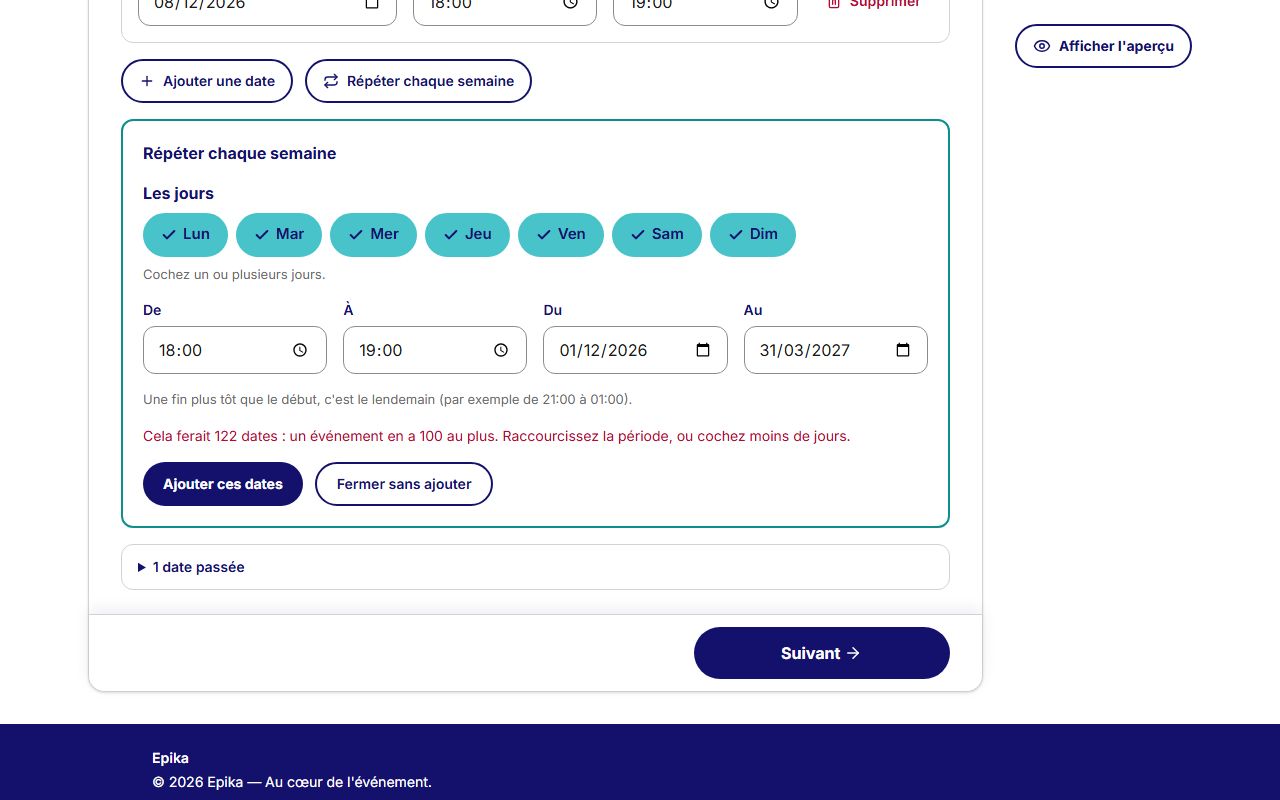 08/12/2026 18:00 19:00 Supprimer
Ajouter une date Répéter chaque semaine
Afficher l'aperçu
Répéter chaque semaine
Les jours
Lun Mar Mer Jeu Ven Sam Dim
Cochez un ou plusieurs jours.
De À Du Au
18:00 19:00 01/12/2026 31/03/2027
Une fin plus tôt que le début, c'est le lendemain (par exemple de 21:00 à 01:00).
Cela ferait 122 dates : un événement en a 100 au plus. Raccourcissez la période, ou cochez moins de jours.
Ajouter ces dates Fermer sans ajouter
1 date passée
Suivant
Epika
© 2026 Epika — Au cœur de l'événement.